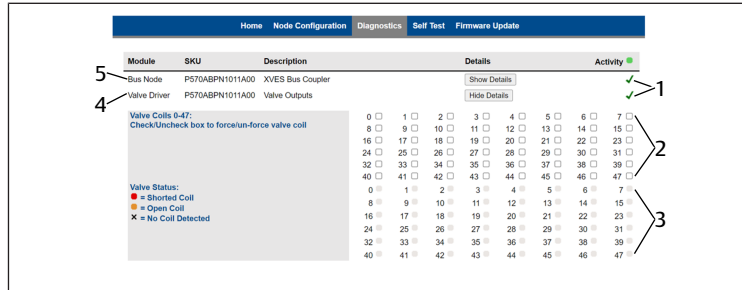 Home Node Configuration Diagnostics Self Test Firmware Update
Module SKU Description Details Activity
5 Bus Node P570ABPN1011A00 XVES Bus Coupler Show Details 1
4 Valve Driver P570ABPN1011A00 Valve Outputs Hide Details
Valve Coils 0-47:
Check/Uncheck box to force/un-force valve coil
0 1 2 3 4 5 6 7
8 9 10 11 12 13 14 15
16 17 18 19 20 21 22 23
2
24 25 26 27 28 29 30 31
32 33 34 35 36 37 38 39
40 41 42 43 44 45 46 47
Valve Status:
= Shorted Coil
= Open Coil
× = No Coil Detected
0 1 2 3 4 5 6 7
8 9 10 11 12 13 14 15
16 17 18 19 20 21 22 23
3
24 25 26 27 28 29 30 31
32 33 34 35 36 37 38 39
40 41 42 43 44 45 46 47